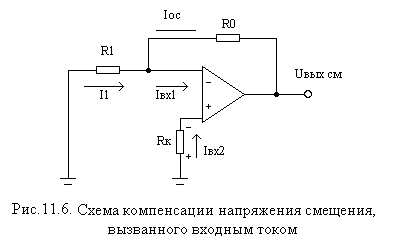 Iос
R0
R1
Uвых см
I1
Iвх1
−
+
Rк
−
+
Iвх2
Рис.11.6. Схема компенсации напряжения смещения,
вызванного входным током